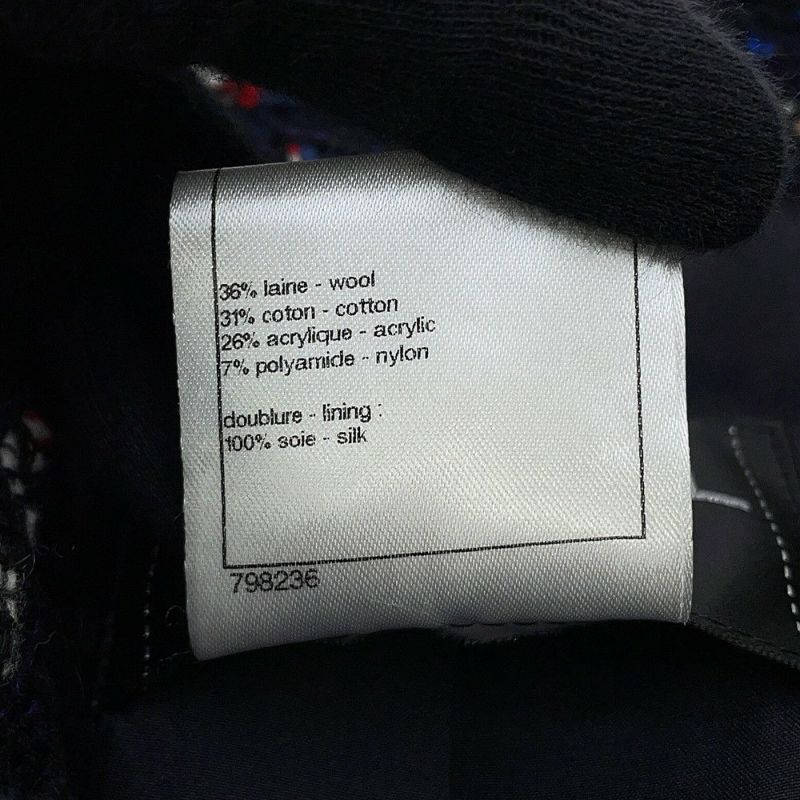 36% laine - wool
31% coton - cotton
26% acrylique - acrylic
7% polyamide - nylon
doublure - lining :
100% soie - silk
798236